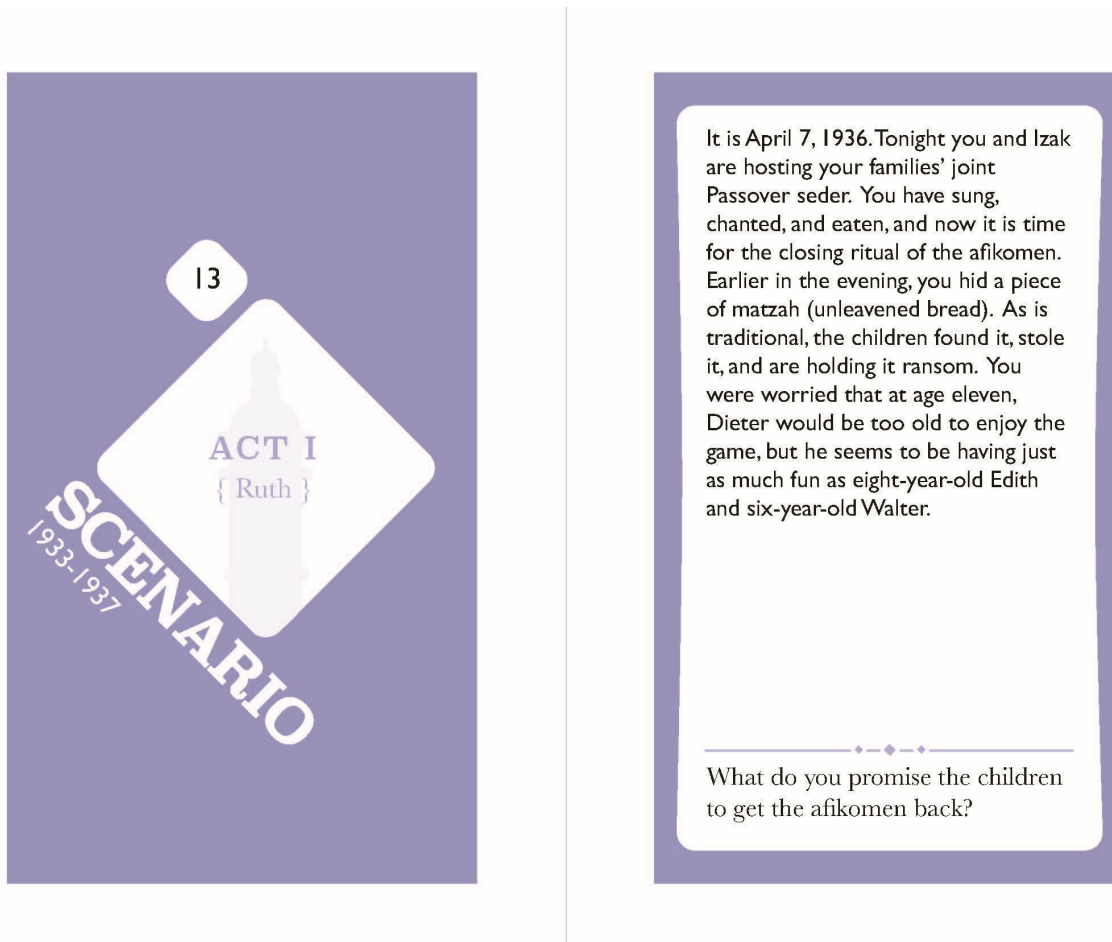 13
ACT I
{ Ruth }
SCENARIO
1933-1937
It is April 7, 1936. Tonight you and Izak
are hosting your families’ joint
Passover seder. You have sung,
chanted, and eaten, and now it is time
for the closing ritual of the afikomen.
Earlier in the evening, you hid a piece
of matzah (unleavened bread). As is
traditional, the children found it, stole
it, and are holding it ransom. You
were worried that at age eleven,
Dieter would be too old to enjoy the
game, but he seems to be having just
as much fun as eight-year-old Edith
and six-year-old Walter.
What do you promise the children
to get the afikomen back?